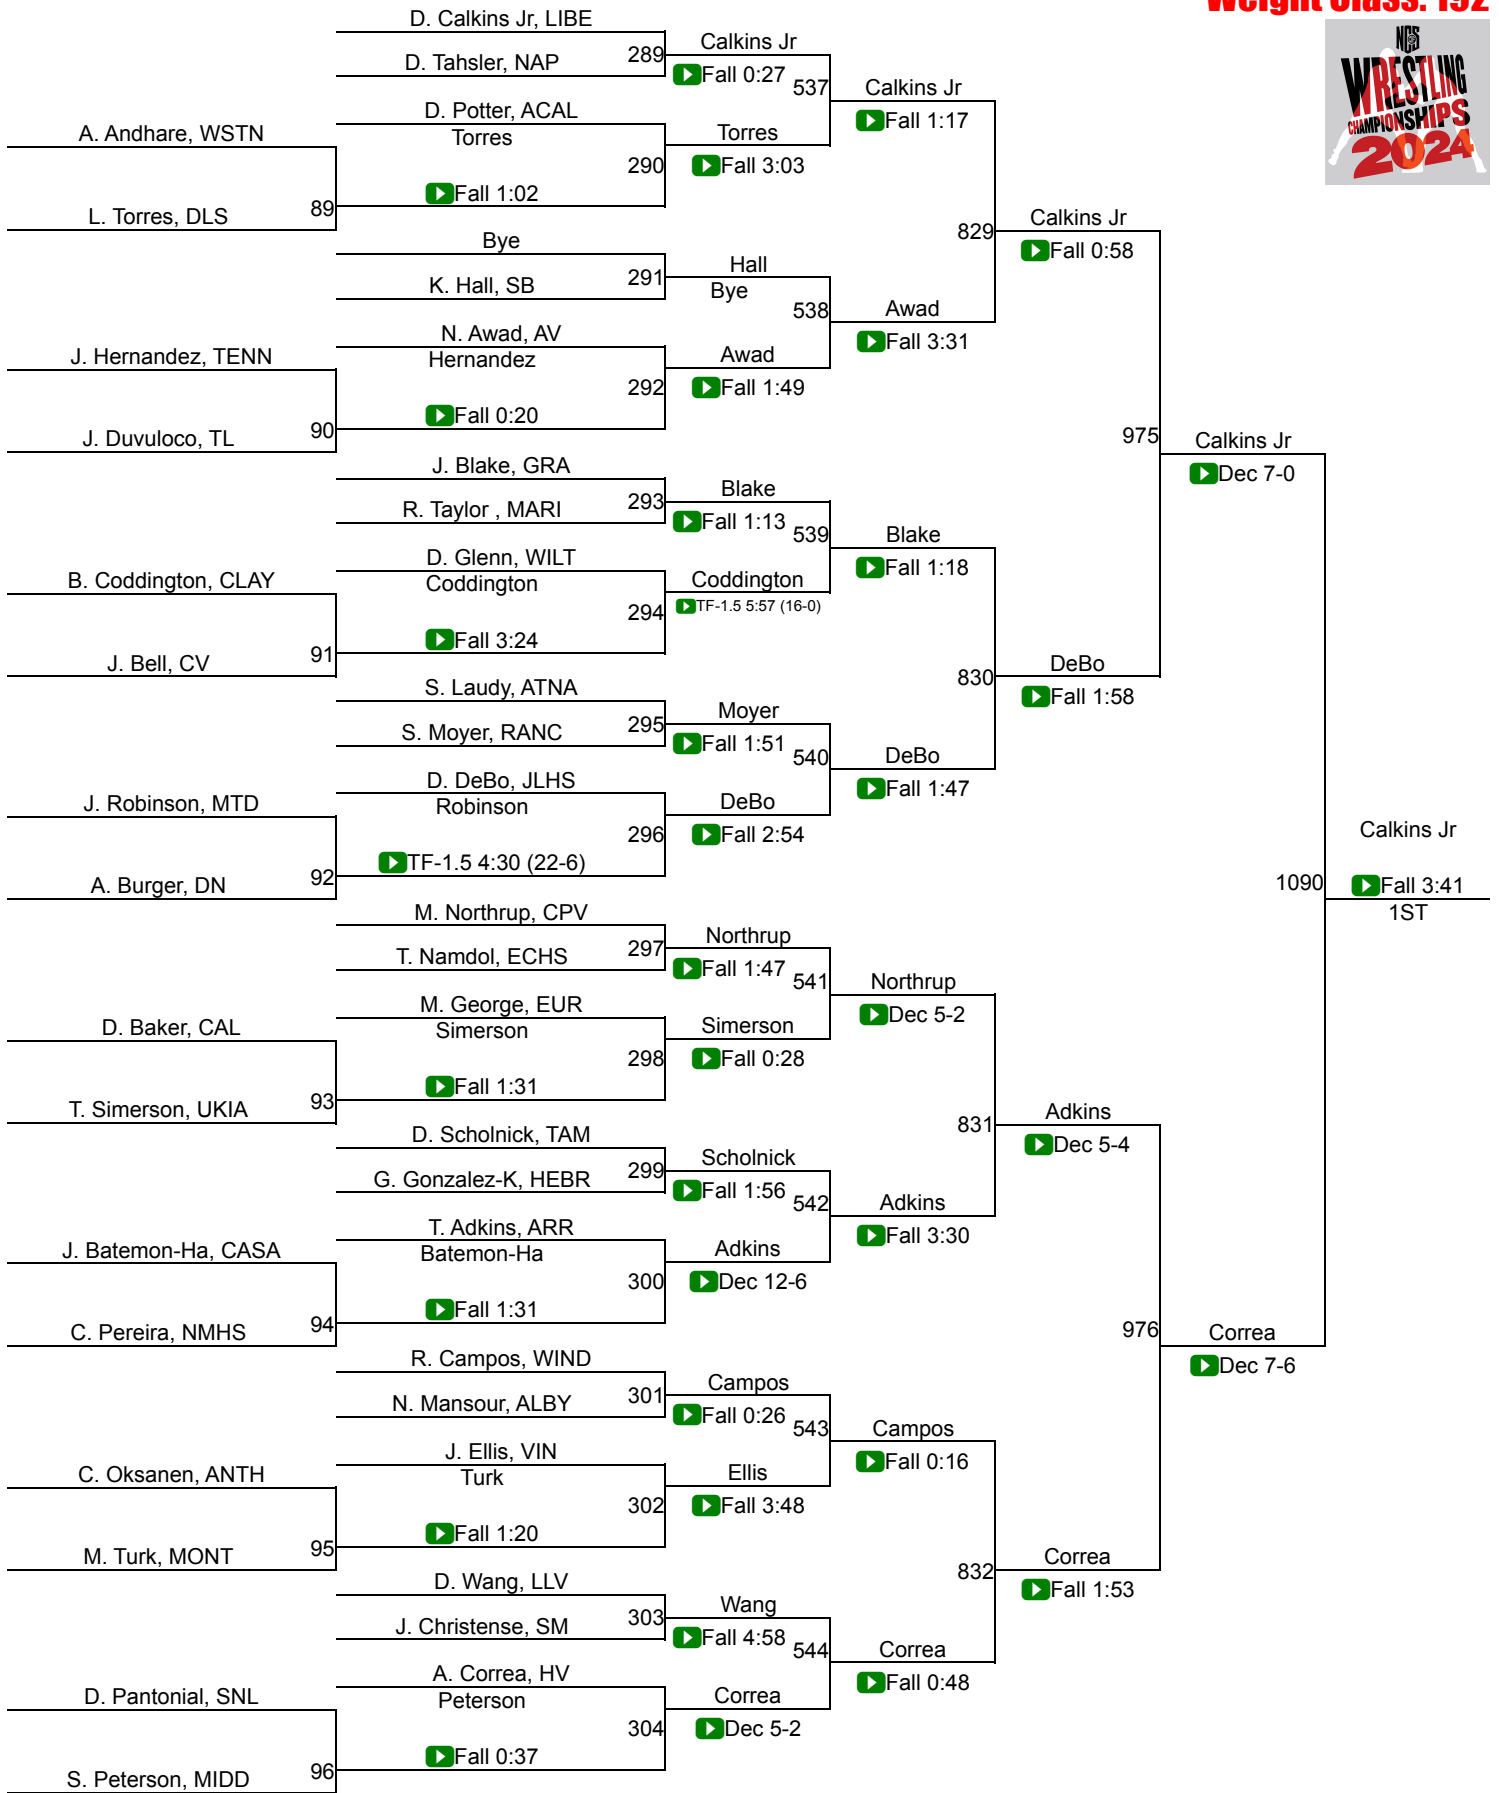 Weight Class: 192
NCS
WRESTLING
CHAMPIONSHIPS
2024
D. Calkins Jr, LIBE
D. Tahsler, NAP
289
Calkins Jr
Fall 0:27
537
Calkins Jr
Fall 1:17
A. Andhare, WSTN
L. Torres, DLS
89
D. Potter, ACAL
Torres
Fall 1:02
290
Torres
Fall 3:03
829
Calkins Jr
Fall 0:58
Bye
K. Hall, SB
291
Hall
Bye
538
Awad
Fall 3:31
J. Hernandez, TENN
J. Duvuloco, TL
90
N. Awad, AV
Hernandez
Fall 0:20
292
Awad
Fall 1:49
975
Calkins Jr
Dec 7-0
J. Blake, GRA
R. Taylor , MARI
293
Blake
Fall 1:13
539
Blake
Fall 1:18
B. Coddington, CLAY
J. Bell, CV
91
D. Glenn, WILT
Coddington
Fall 3:24
294
Coddington
TF-1.5 5:57 (16-0)
830
DeBo
Fall 1:58
S. Laudy, ATNA
S. Moyer, RANC
295
Moyer
Fall 1:51
540
DeBo
Fall 1:47
J. Robinson, MTD
A. Burger, DN
92
D. DeBo, JLHS
Robinson
TF-1.5 4:30 (22-6)
296
DeBo
Fall 2:54
1090
Calkins Jr
Fall 3:41
1ST
M. Northrup, CPV
T. Namdol, ECHS
297
Northrup
Fall 1:47
541
Northrup
Dec 5-2
D. Baker, CAL
T. Simerson, UKIA
93
M. George, EUR
Simerson
Fall 1:31
298
Simerson
Fall 0:28
831
Adkins
Dec 5-4
D. Scholnick, TAM
G. Gonzalez-K, HEBR
299
Scholnick
Fall 1:56
542
Adkins
Fall 3:30
J. Batemon-Ha, CASA
C. Pereira, NMHS
94
T. Adkins, ARR
Batemon-Ha
Fall 1:31
300
Adkins
Dec 12-6
976
Correa
Dec 7-6
R. Campos, WIND
N. Mansour, ALBY
301
Campos
Fall 0:26
543
Campos
Fall 0:16
C. Oksanen, ANTH
M. Turk, MONT
95
J. Ellis, VIN
Turk
Fall 1:20
302
Ellis
Fall 3:48
832
Correa
Fall 1:53
D. Wang, LLV
J. Christense, SM
303
Wang
Fall 4:58
544
Correa
Fall 0:48
D. Pantonial, SNL
S. Peterson, MIDD
96
A. Correa, HV
Peterson
Fall 0:37
304
Correa
Dec 5-2